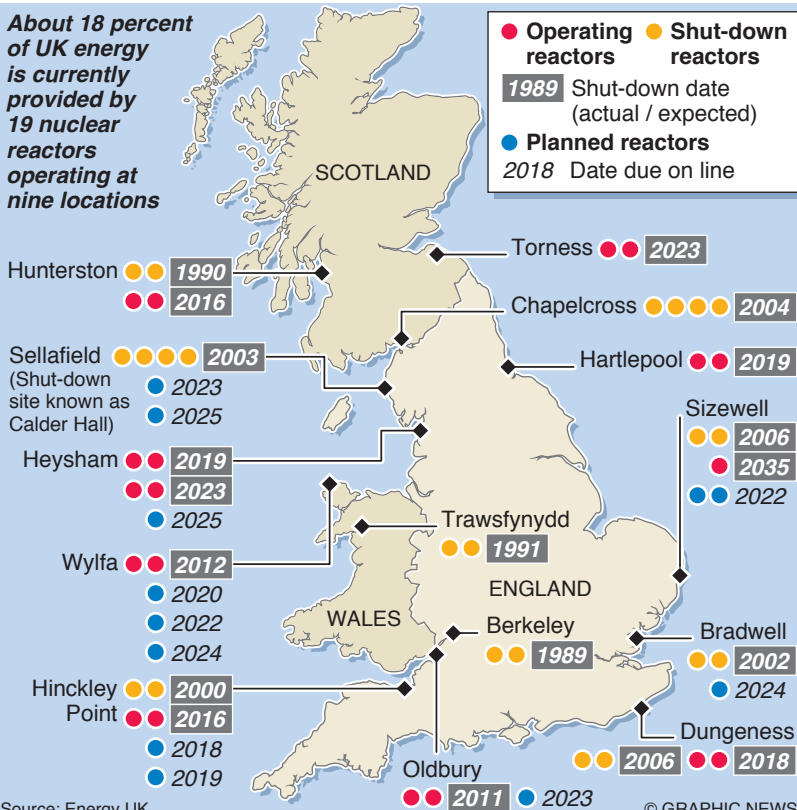 About 18 percent
of UK energy
is currently
provided by
19 nuclear
reactors
operating at
nine locations
Operating
reactors
Shut-down
reactors
1989 Shut-down date
(actual / expected)
Planned reactors
2018 Date due on line
SCOTLAND
Hunterston 1990
2016
Torness 2023
Chapelcross 2004
Sellafield 2003
(Shut-down
site known as
Calder Hall)
2023
2025
Hartlepool 2019
Sizewell
2006
2035
2022
Heysham 2019
2023
2025
Trawsfynydd
1991
Wylfa 2012
2020
2022
2024
ENGLAND
WALES
Berkeley
1989
Bradwell
2002
2024
Hinckley
Point
2000
2016
2018
2019
Dungeness
2006 2018
Oldbury
2011 2023
Source: Energy UK
© GRAPHIC NEWS